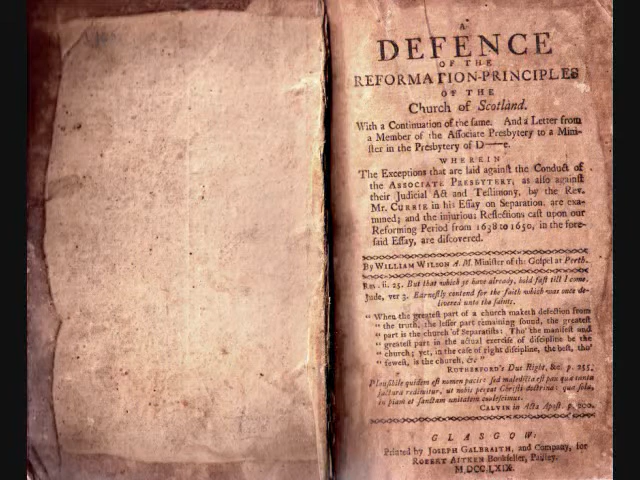 A
DEFENCE
OF THE
REFORMATION-PRINCIPLES
OF THE
Church of Scotland.
With a Continuation of the same. And a Letter from
a Member of the Associate Presbytery to a Mini-
ster in the Presbytery of D——e.
WHEREIN
The Exceptions that are laid against the Conduct of
the ASSOCIATE PRESBYTERY, as also against
their Judicial Act and Testimony, by the Rev.
Mr. CURRIE in his Essay on Separation, are exa-
mined; and the injurious Reflections cast upon our
Reforming Period from 1638 to 1650, in the fore-
said Essay, are discovered.
By WILLIAM WILSON A. M. Minister of the Gospel at Perth.
Rev. ii. 25. But that which ye have already, hold fast till I come.
Jude, ver 3. Earnestly contend for the faith which was once de-
livered unto the saints.
"When the greatest part of a church maketh defection from
" the truth, the lesser part remaining sound, the greatest
" part is the church of Separatists: Tho' the manifest and
" greatest part in the actual exercise of discipline be the
" church; yet, in the case of right discipline, the best, tho'
" fewest, is the church, &c"
RUTHERFORD's Due Right, &c. p. 255.
Plausibile quidem est nomen pacis: sed maledicta est pax quæ tanta
jactura redimitur, ut nobis pereat Christi doctrina: qua sola,
in piam et sanctam unitatem coalescimus.
CALVIN in Acta Apost. p. 200.
GLASGOW:
Printed by JOSEPH GALBRAITH, and Company, for
ROBERT AITKEN Bookseller, Paisley.
M,DCC.LXIX.